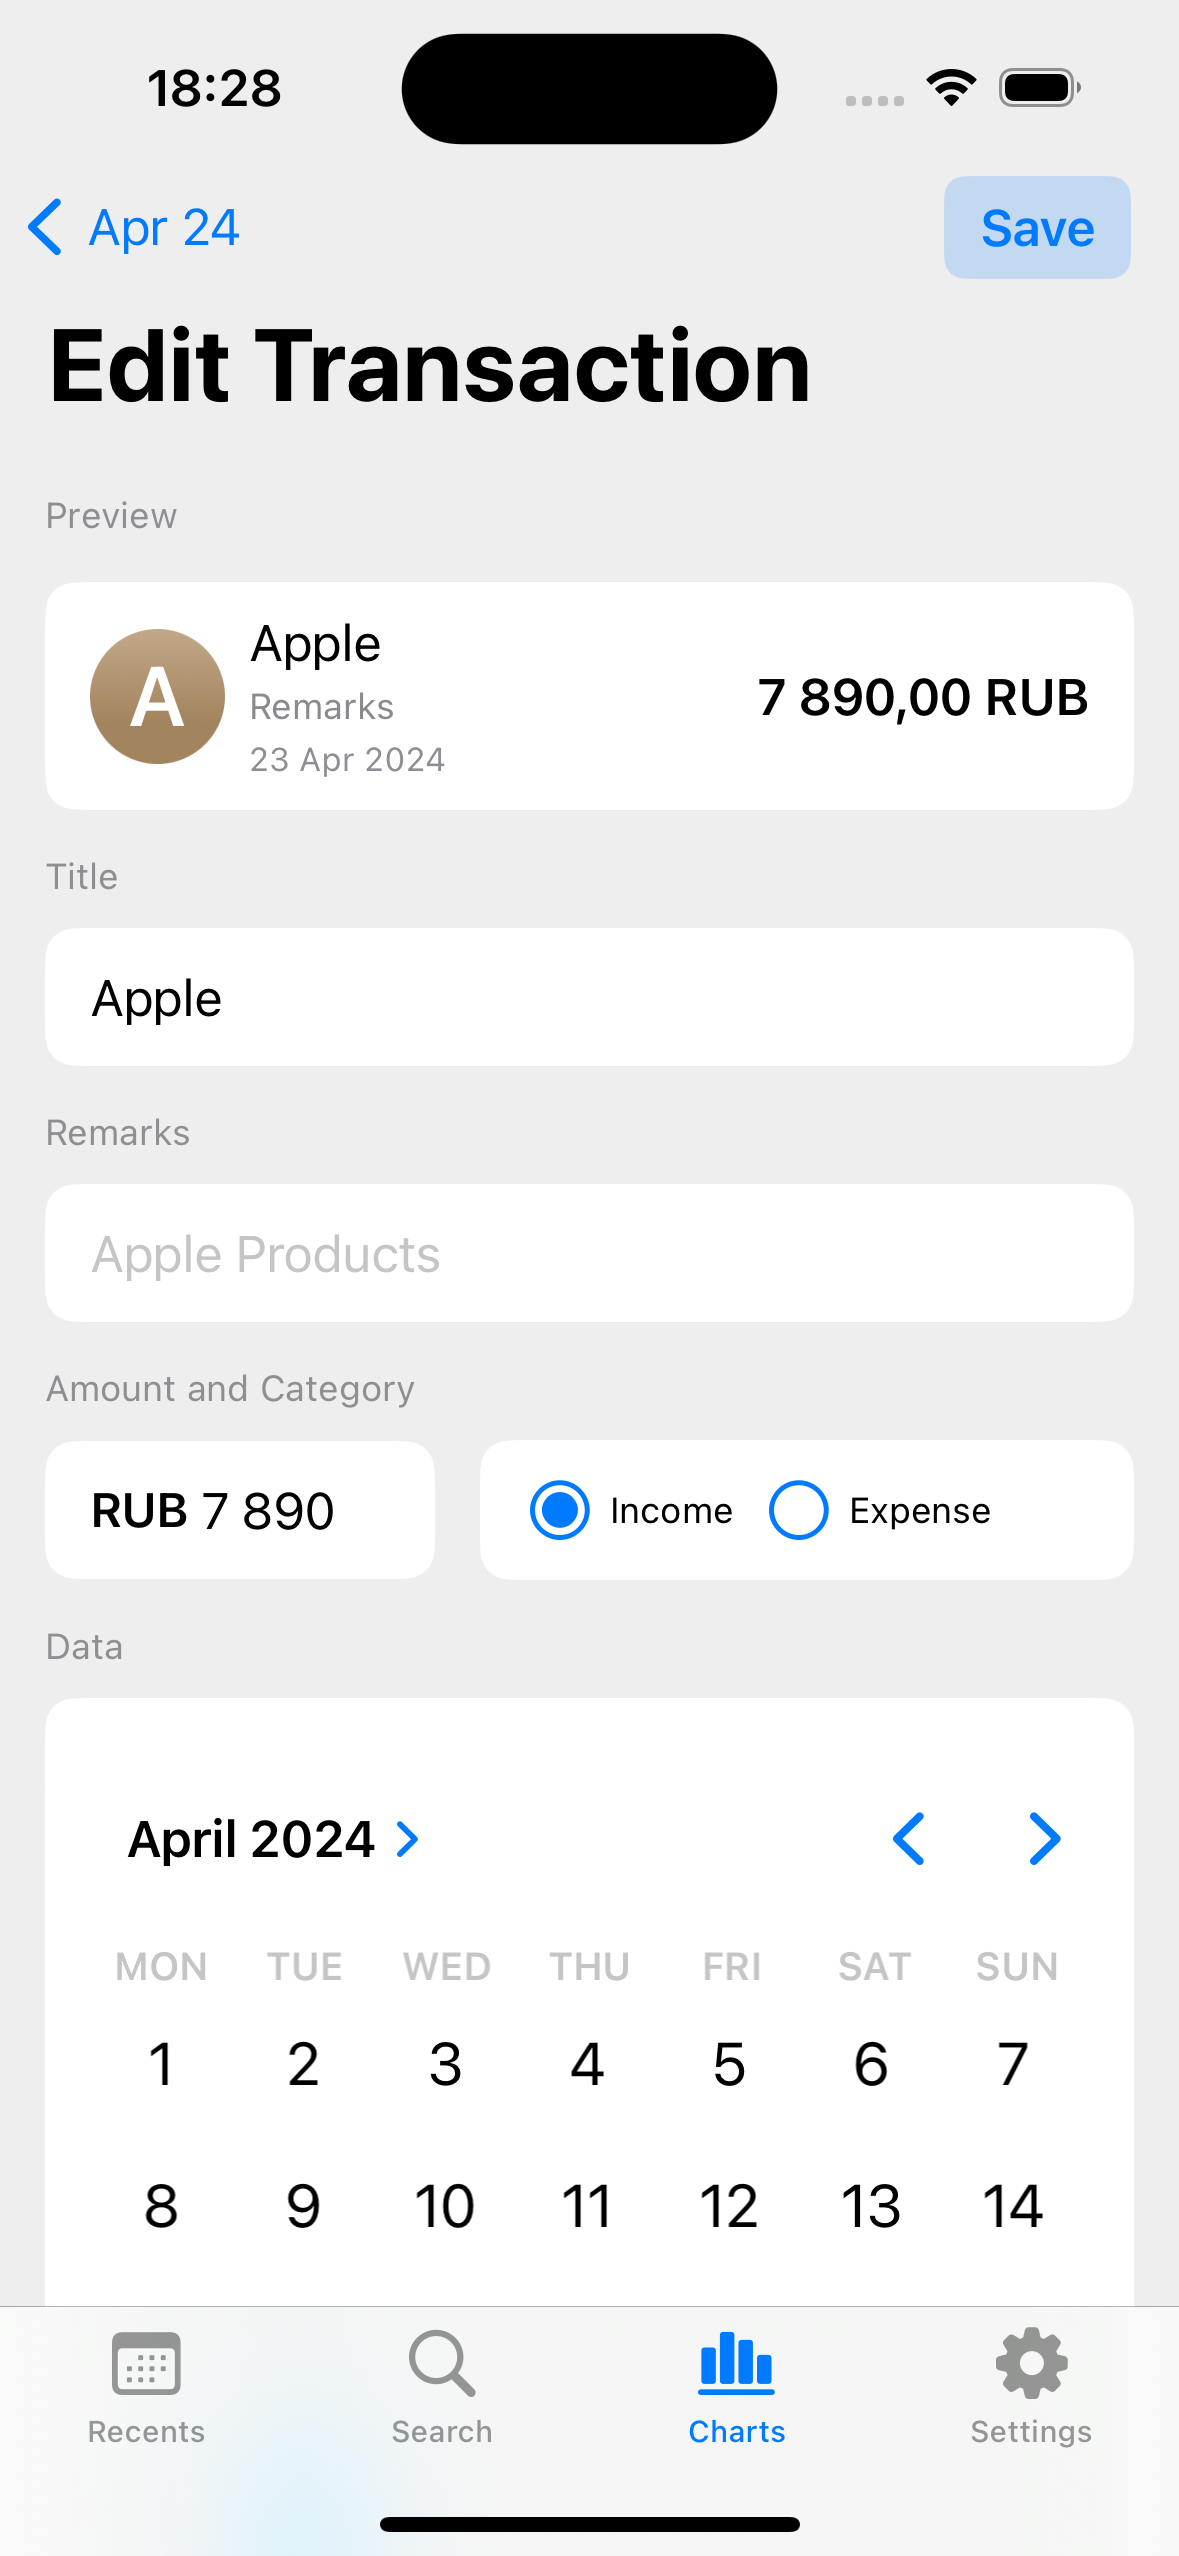 18:28
Apr 24
Save
Edit Transaction
Preview
A
Apple
Remarks
23 Apr 2024
7 890,00 RUB
Title
Apple
Remarks
Apple Products
Amount and Category
RUB 7 890
Income
Expense
Data
April 2024
MON TUE WED THU FRI SAT SUN
1 2 3 4 5 6 7
8 9 10 11 12 13 14
Recents Search Charts Settings